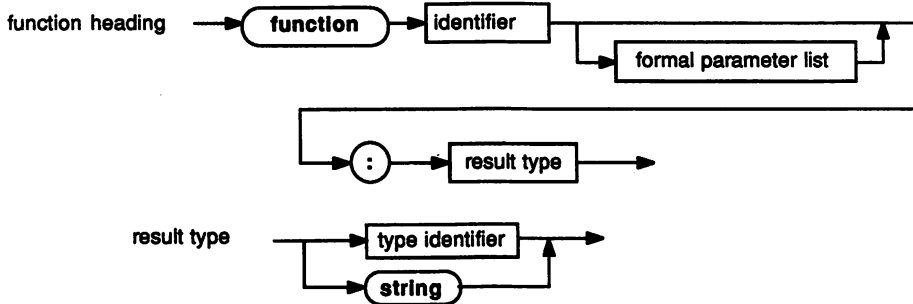 function heading function identifier
formal parameter list
: result type
result type type identifier
string